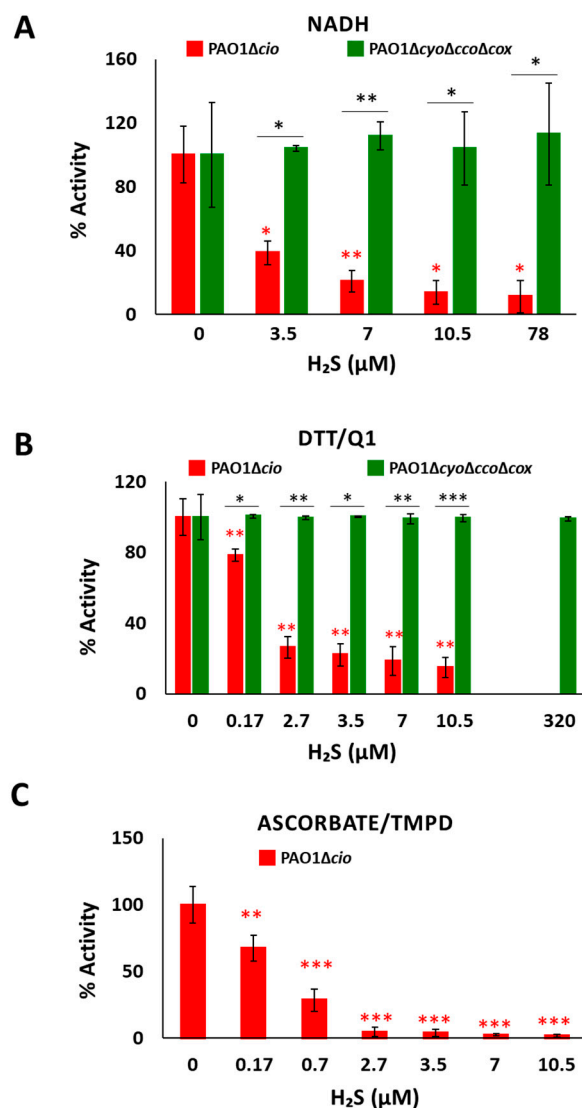 A
NADH
PAO1Δcio PAO1ΔcyoΔccoΔcox
160
120
80
40
0
% Activity
* ** * *
* ** * *
0 3.5 7 10.5 78
H₂S (µM)
B
DTT/Q1
PAO1Δcio PAO1ΔcyoΔccoΔcox
120
80
40
0
% Activity
* ** * ** ***
** ** ** ** **
0 0.17 2.7 3.5 7 10.5 320
H₂S (µM)
C
ASCORBATE/TMPD
PAO1Δcio
150
100
50
0
% Activity
** *** *** *** *** ***
0 0.17 0.7 2.7 3.5 7 10.5
H₂S (µM)